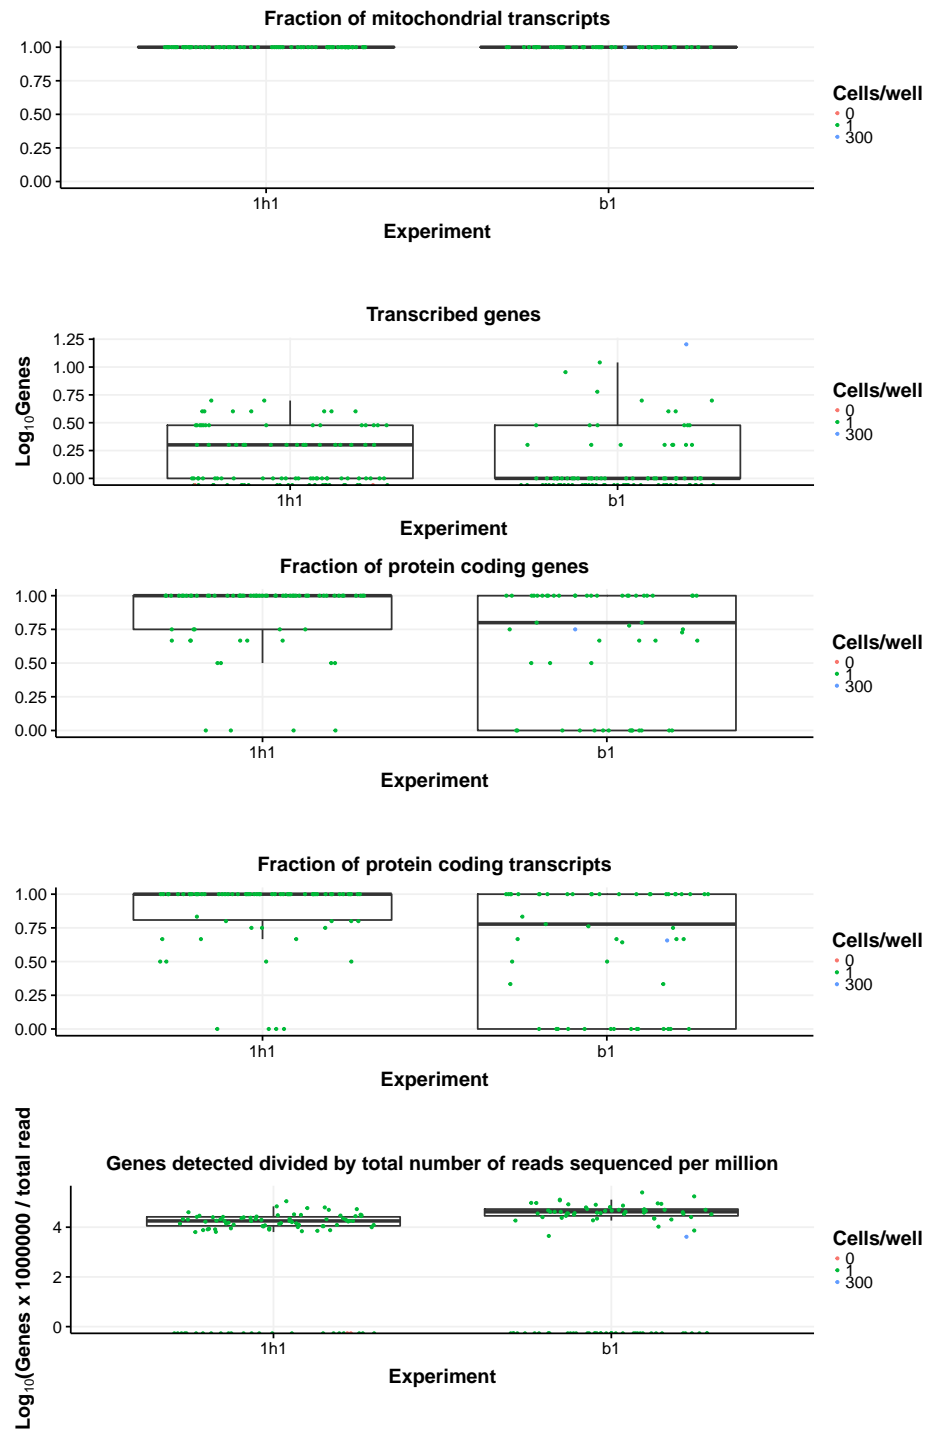 Fraction of mitochondrial transcripts
1.00
0.75
0.50
0.25
0.00
1h1
b1
Experiment
Cells/well
0
1
300
Transcribed genes
Log10Genes
1.25
1.00
0.75
0.50
0.25
0.00
1h1
b1
Experiment
Cells/well
0
1
300
Fraction of protein coding genes
1.00
0.75
0.50
0.25
0.00
1h1
b1
Experiment
Cells/well
0
1
300
Fraction of protein coding transcripts
1.00
0.75
0.50
0.25
0.00
1h1
b1
Experiment
Cells/well
0
1
300
Genes detected divided by total number of reads sequenced per million
Log10(Genes x 1000000 / total read
4
2
0
1h1
b1
Experiment
Cells/well
0
1
300